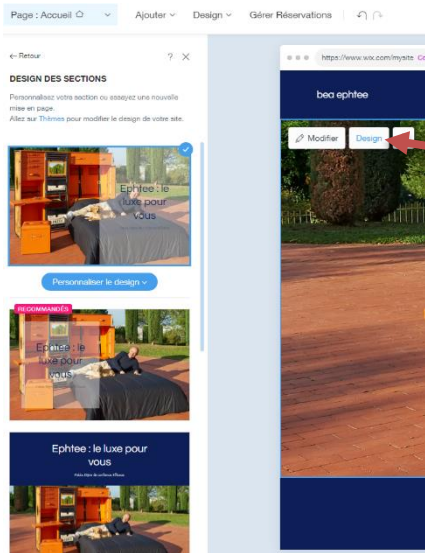 Page : Accueil
Ajouter
Design
Gérer Réservations
← Retour
?
DESIGN DES SECTIONS
Personnalisez votre section ou essayez une nouvelle
mise en page.
Allez sur Thèmes pour modifier le design de votre site.
Ephtee : le
luxe pour
vous
Personnaliser le design
RECOMMANDÉS
Ephtee : le
luxe pour
vous
Ephtee : le luxe pour
vous
https://www.wix.com/mysite
bea ephtee
Modifier
Design